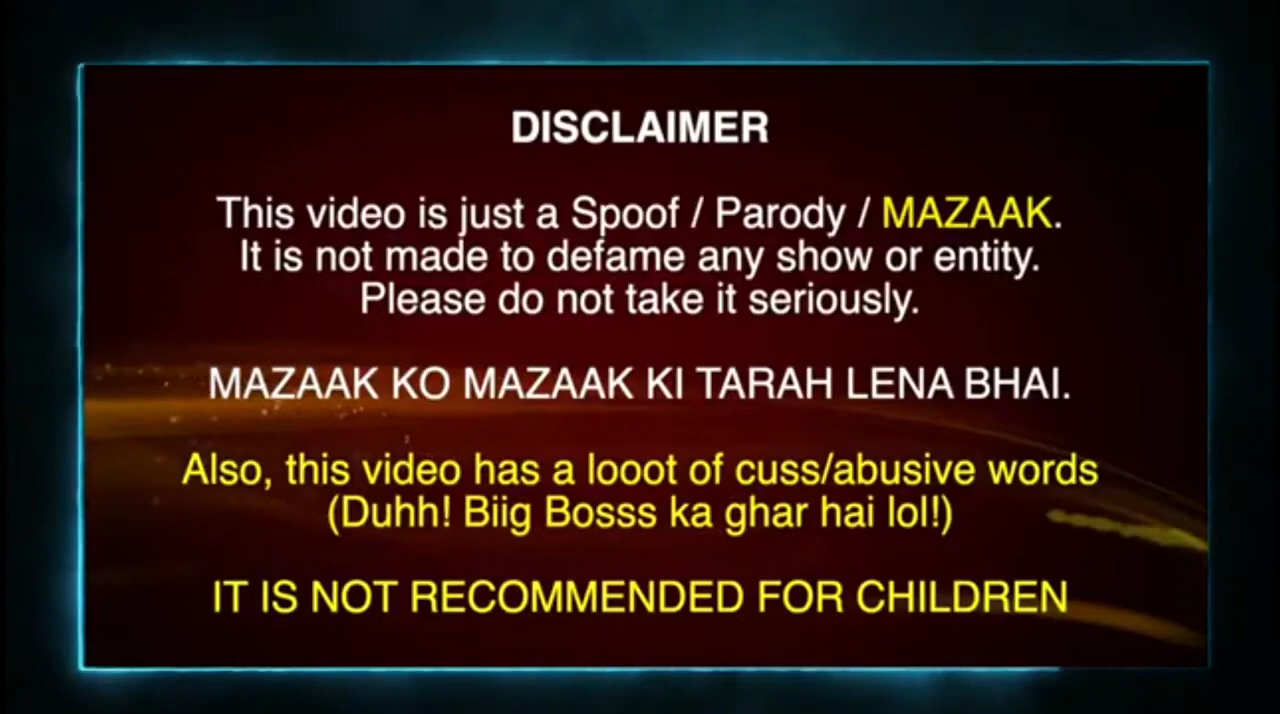 DISCLAIMER
This video is just a Spoof / Parody / MAZAAK.
It is not made to defame any show or entity.
Please do not take it seriously.
MAZAAK KO MAZAAK KI TARAH LENA BHAI.
Also, this video has a looot of cuss/abusive words
(Duhh! Biig Bosss ka ghar hai lol!)
IT IS NOT RECOMMENDED FOR CHILDREN